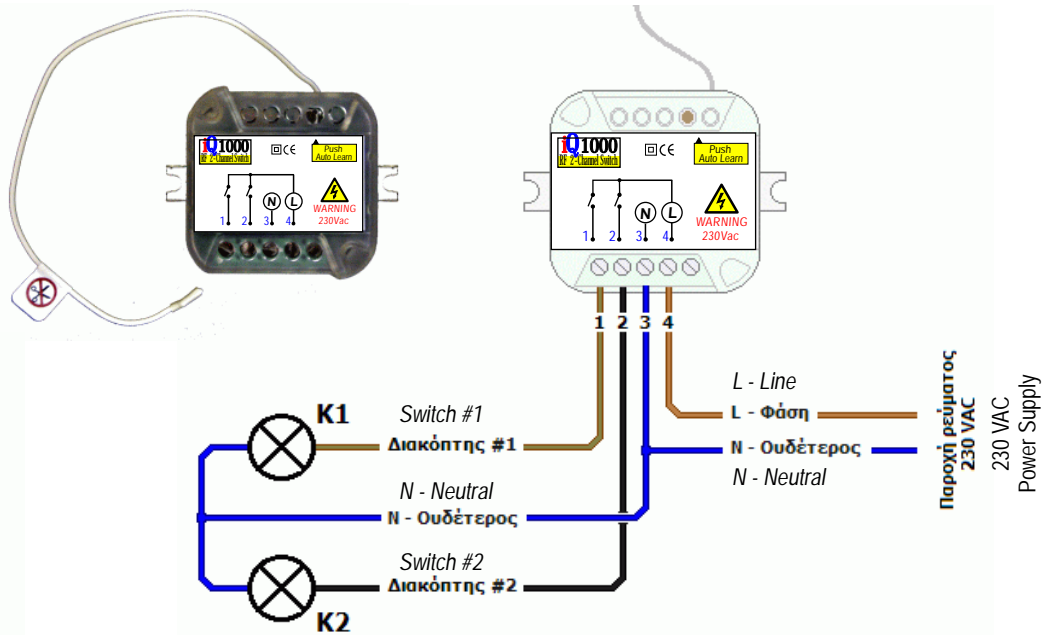 iQ1000
RF 2-Channel Switch
CE
Push
Auto Learn
N
L
1
2
3
4
WARNING
230Vac
iQ1000
RF 2-Channel Switch
CE
Push
Auto Learn
N
L
1
2
3
4
WARNING
230Vac
1 2 3 4
L - Line
L - Φάση
N - Ουδέτερος
N - Neutral
Παροχή ρεύματος
230 VAC
230 VAC
Power Supply
K1
Switch #1
Διακόπτης #1
N - Neutral
N - Ουδέτερος
Switch #2
Διακόπτης #2
K2